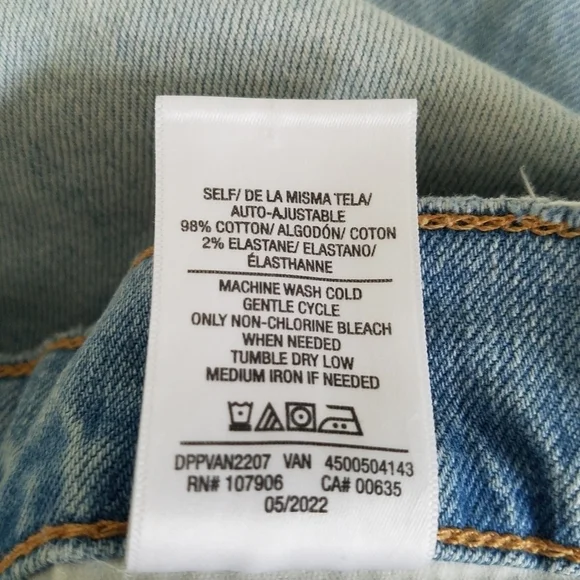 SELF/ DE LA MISMA TELA/
AUTO-AJUSTABLE
98% COTTON/ ALGODÓN/ COTON
2% ELASTANE/ ELASTANO/
ÉLASTHANNE
MACHINE WASH COLD
GENTLE CYCLE
ONLY NON-CHLORINE BLEACH
WHEN NEEDED
TUMBLE DRY LOW
MEDIUM IRON IF NEEDED
DPPVAN2207 VAN 4500504143
RN# 107906 CA# 00635
05/2022